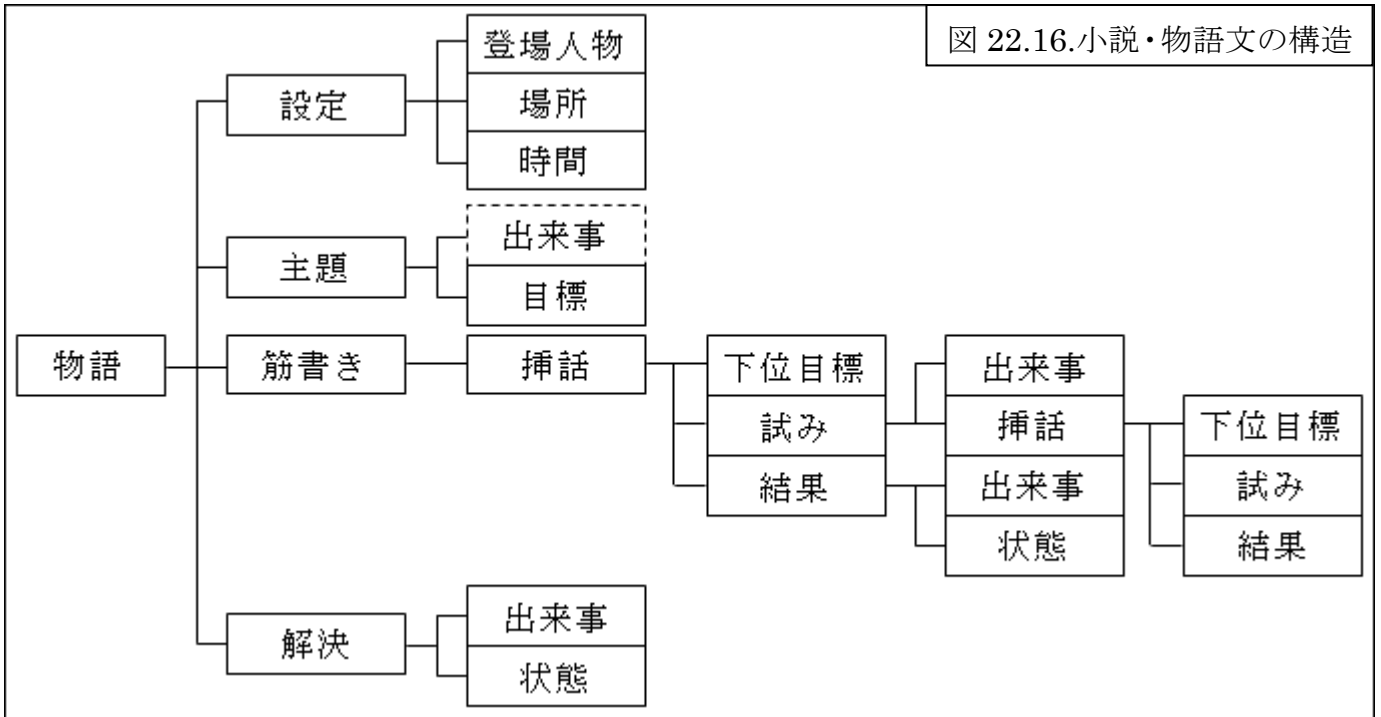 図 22.16.小説・物語文の構造
物語
設定
登場人物
場所
時間
主題
出来事
目標
筋書き
挿話
下位目標
試み
結果
出来事
挿話
出来事
状態
下位目標
試み
結果
解決
出来事
状態